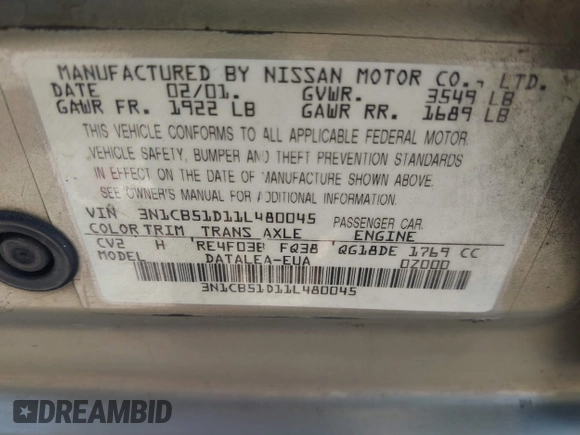 MANUFACTURED BY NISSAN MOTOR CO., LTD.
DATE 02/01. GVWR. 3549 LB
GAWR FR. 1922 LB GAWR RR. 1689 LB
THIS VEHICLE CONFORMS TO ALL APPLICABLE FEDERAL MOTOR
VEHICLE SAFETY, BUMPER AND THEFT PREVENTION STANDARDS
IN EFFECT ON THE DATE OF MANUFACTURE SHOWN ABOVE.
SEE OWNER'S MANUAL FOR ADDITIONAL INFORMATION.
VIN 3N1CB51D11L480045 PASSENGER CAR.
COLOR TRIM TRANS AXLE ENGINE
CV2 H RE4F03B FQ38 QG18DE 1769 CC
MODEL DATALEA-EUA 07000
3N1CB51D11L480045
DREAMBID